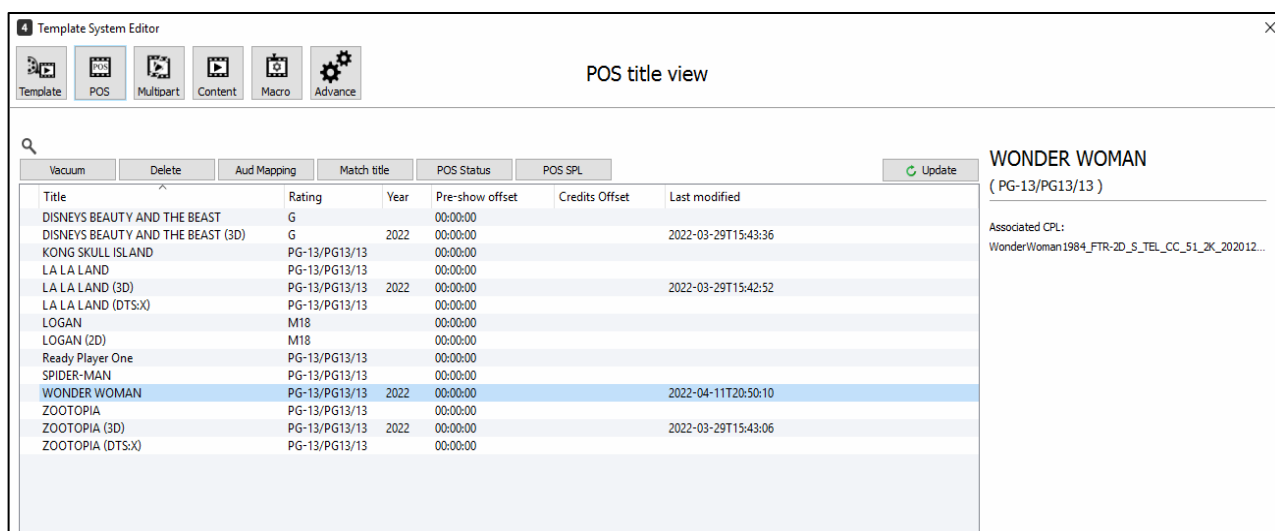 4 Template System Editor
Template POS Multipart Content Macro Advance
POS title view
Vacuum Delete Aud Mapping Match title POS Status POS SPL Update
Title Rating Year Pre-show offset Credits Offset Last modified
DISNEYS BEAUTY AND THE BEAST G 00:00:00
DISNEYS BEAUTY AND THE BEAST (3D) G 2022 00:00:00 2022-03-29T15:43:36
KONG SKULL ISLAND PG-13/PG13/13 00:00:00
LA LA LAND PG-13/PG13/13 00:00:00
LA LA LAND (3D) PG-13/PG13/13 2022 00:00:00 2022-03-29T15:42:52
LA LA LAND (DTS:X) PG-13/PG13/13 00:00:00
LOGAN M18 00:00:00
LOGAN (2D) M18 00:00:00
Ready Player One PG-13/PG13/13 00:00:00
SPIDER-MAN PG-13/PG13/13 00:00:00
WONDER WOMAN PG-13/PG13/13 2022 00:00:00 2022-04-11T20:50:10
ZOOTOPIA PG-13/PG13/13 00:00:00
ZOOTOPIA (3D) PG-13/PG13/13 2022 00:00:00 2022-03-29T15:43:06
ZOOTOPIA (DTS:X) PG-13/PG13/13 00:00:00
WONDER WOMAN
( PG-13/PG13/13 )
Associated CPL:
WonderWoman1984_FTR-2D_S_TEL_CC_51_2K_202012...